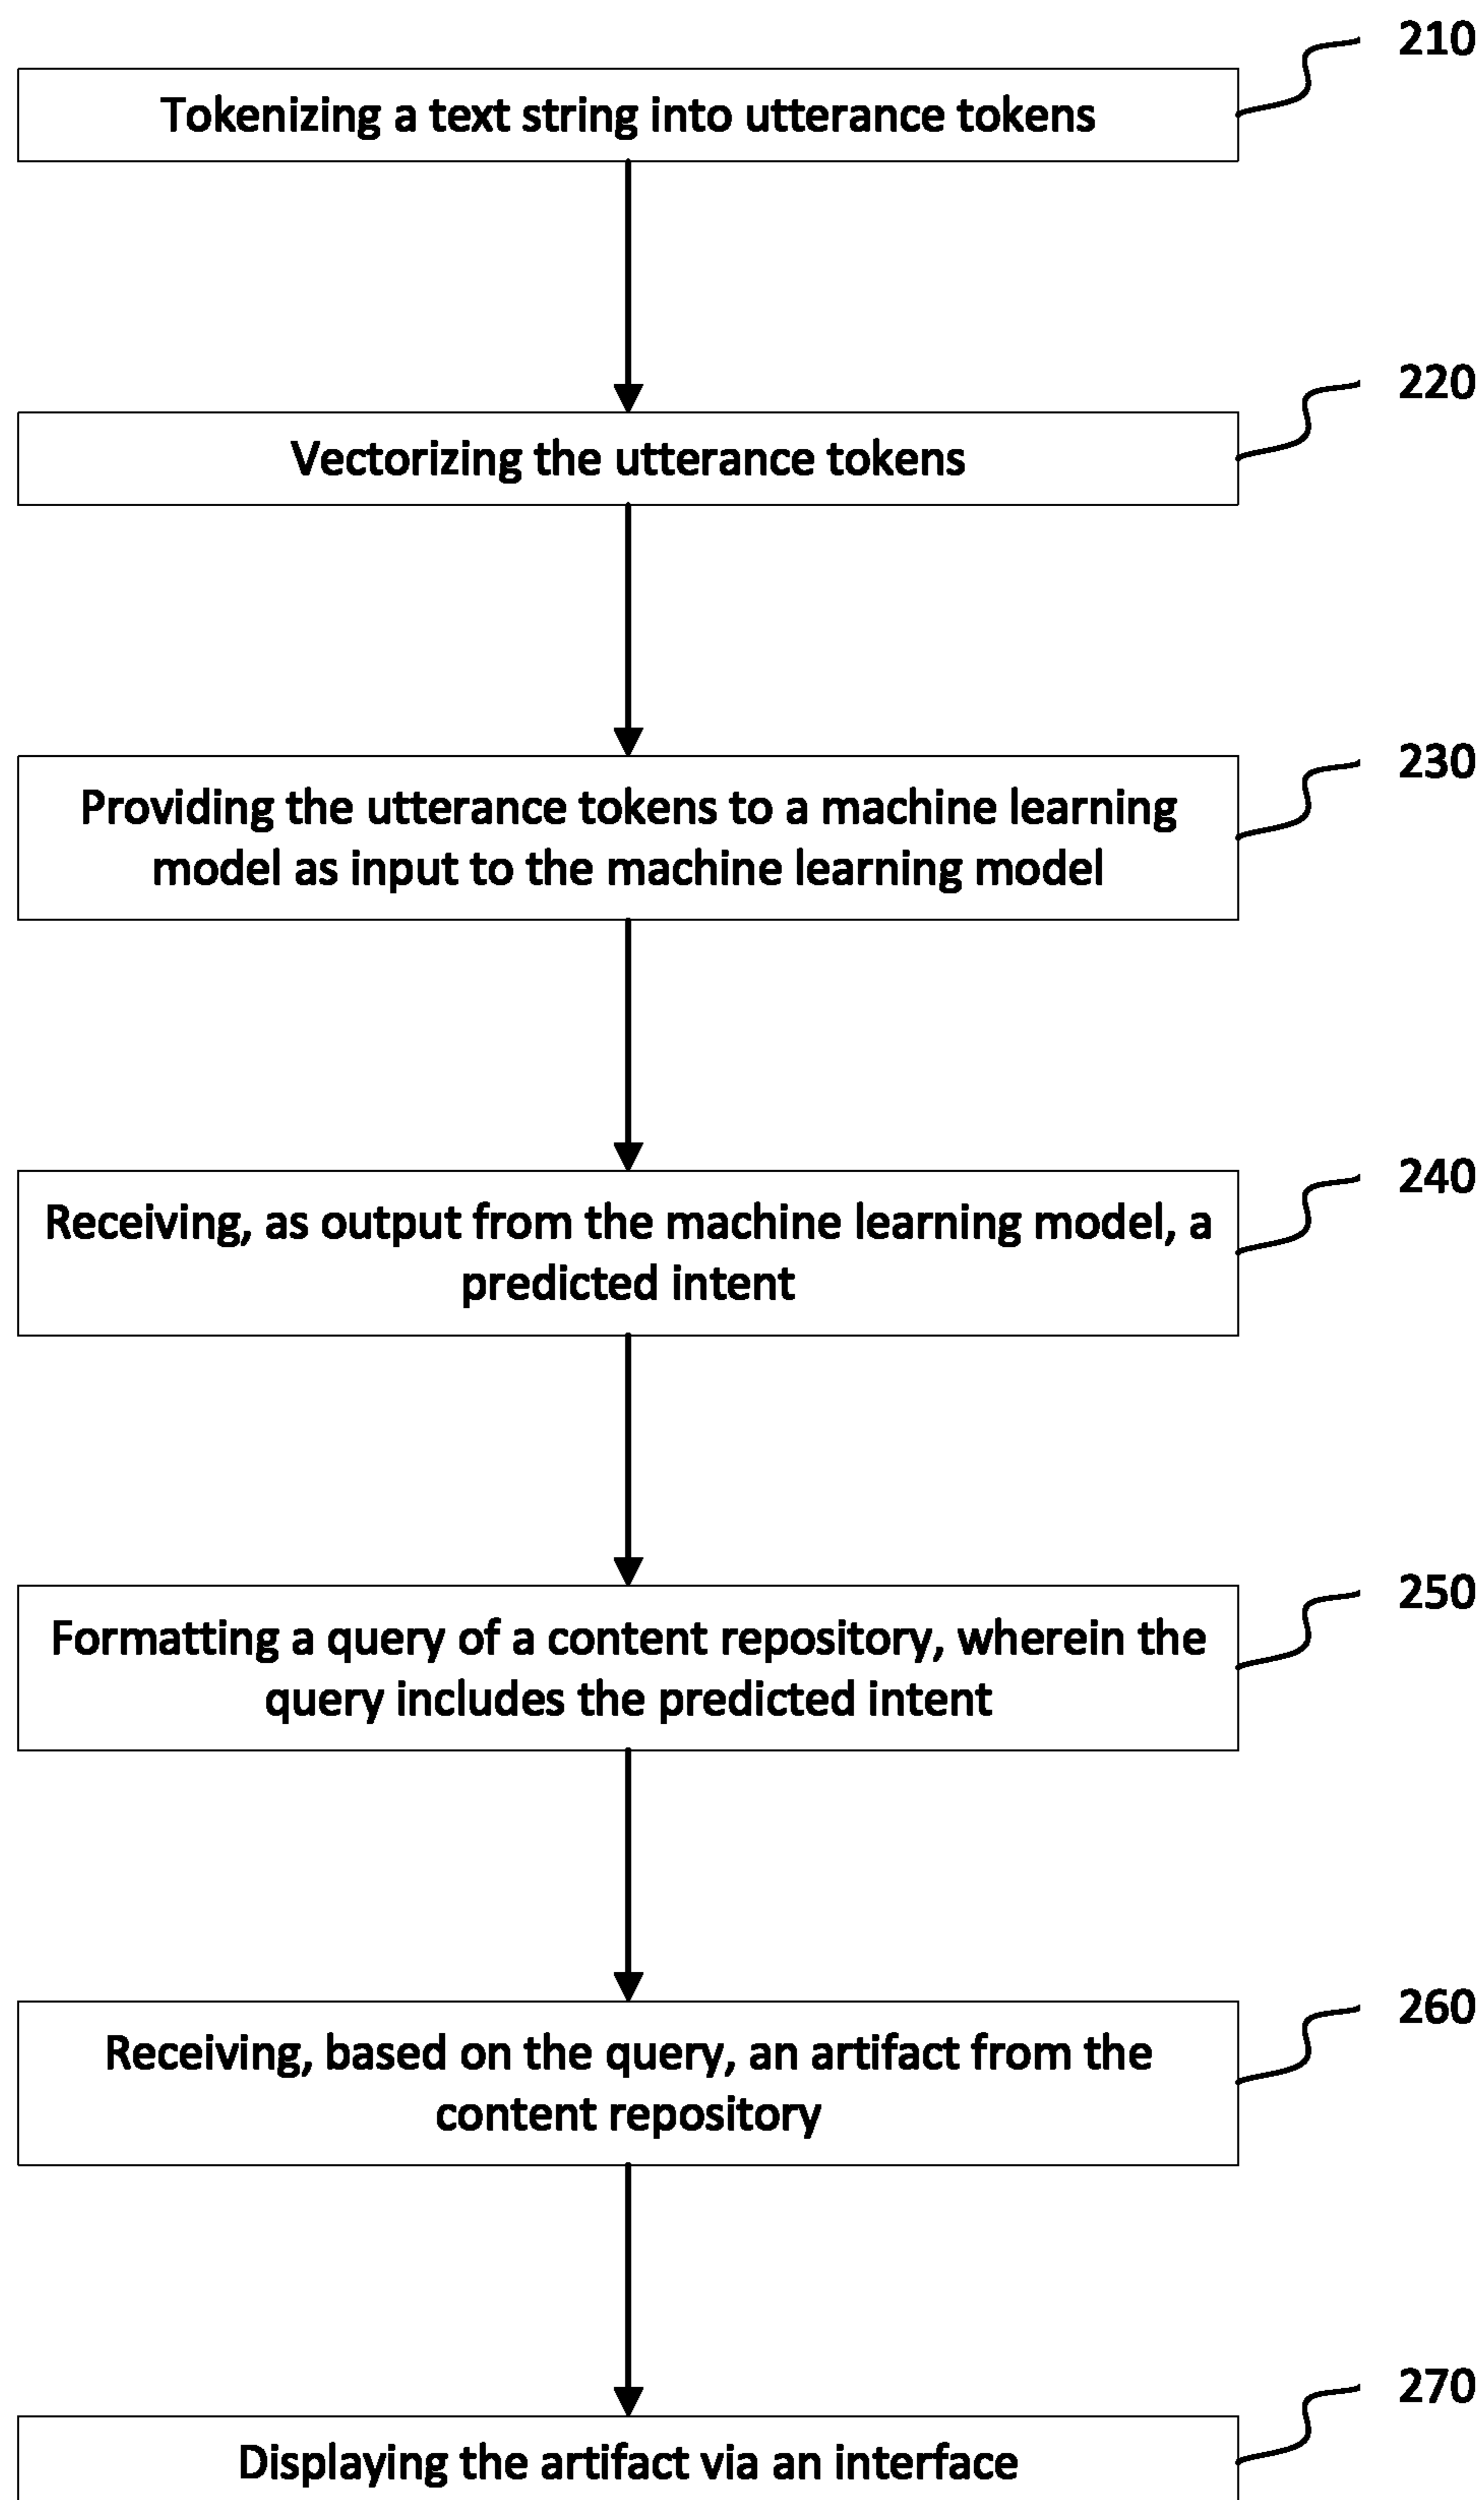 210
Tokenizing a text string into utterance tokens
220
Vectorizing the utterance tokens
230
Providing the utterance tokens to a machine learning
model as input to the machine learning model
240
Receiving, as output from the machine learning model, a
predicted intent
250
Formatting a query of a content repository, wherein the
query includes the predicted intent
260
Receiving, based on the query, an artifact from the
content repository
270
Displaying the artifact via an interface